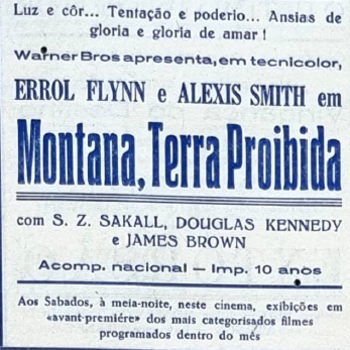 Luz e côr... Tentação e poderio... Ansias de
gloria e gloria de amar !
Warner Bros apresenta, em tecnicolor,
ERROL FLYNN e ALEXIS SMITH em
Montana, Terra Proibida
com S. Z. SAKALL, DOUGLAS KENNEDY
e JAMES BROWN
Acomp. nacional — Imp. 10 anos
Aos Sabados, à meia-noite, neste cinema, exibições em
«avant-premiére» dos mais categorisados filmes
programados dentro do mês